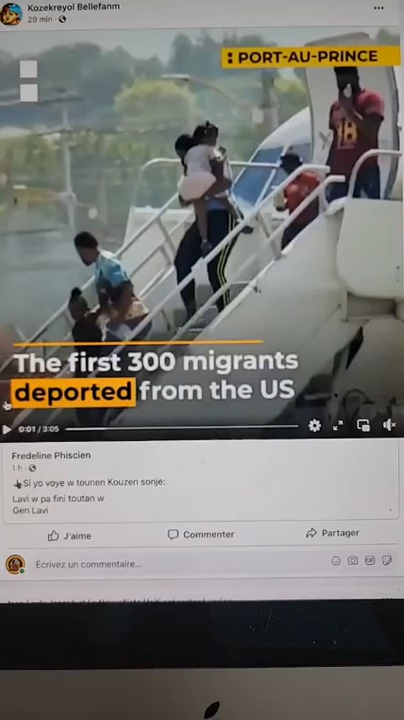 Kozekreyol Bellefanm
29 min ·
PORT-AU-PRINCE
18
The first 300 migrants
deported from the US
0:01 / 3:05
Fredeline Phiscien
1 h ·
Si yo voye w tounen Kouzen sonje:
Lavi w pa fini toutan w
Gen Lavi
J'aime
Commenter
Partager
Écrivez un commentaire...
GIF